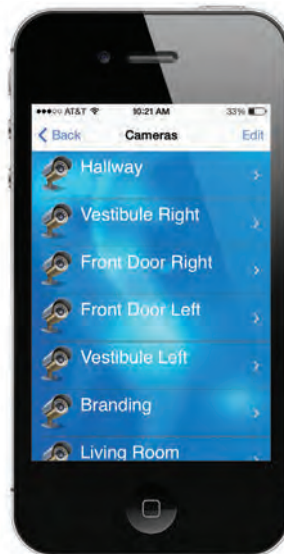 AT&T 10:21 AM 33%
Back Cameras Edit
Hallway
Vestibule Right
Front Door Right
Front Door Left
Vestibule Left
Branding
Living Room